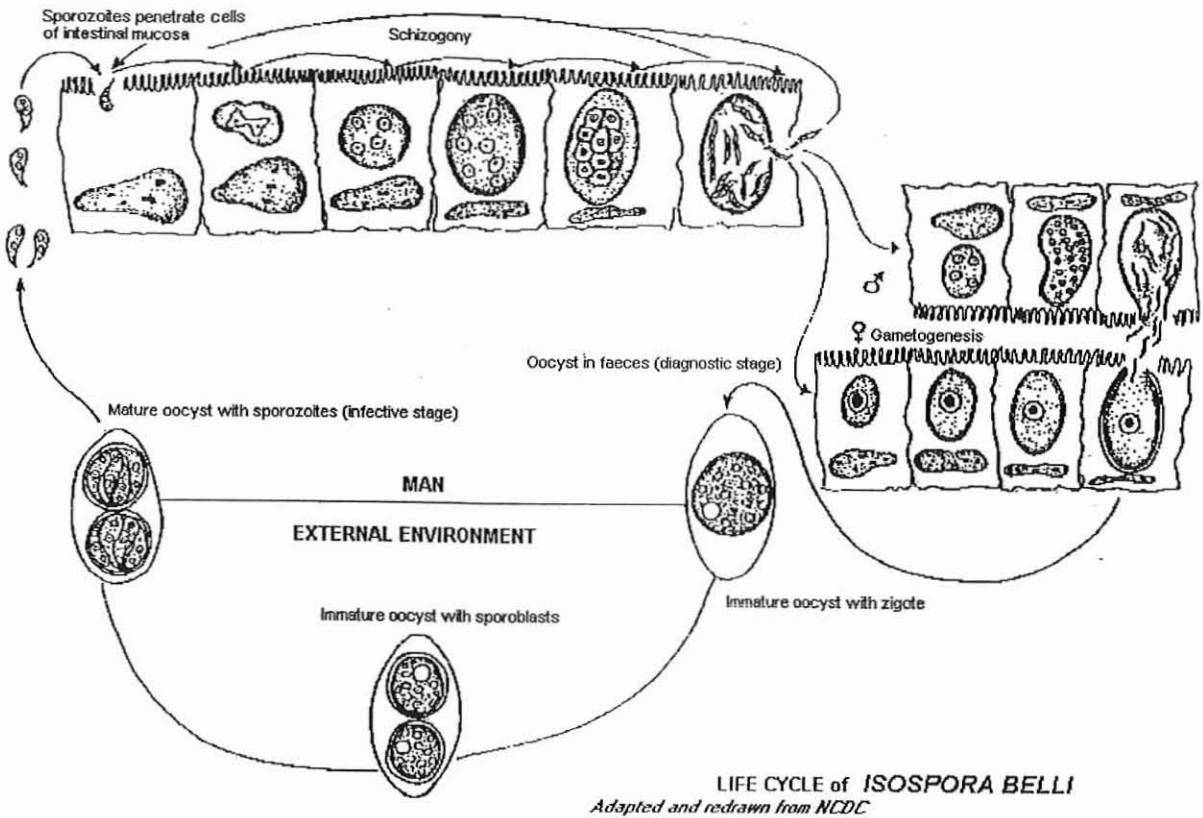 Sporozoites penetrate cells
of intestinal mucosa
Schizogony
♂
♀ Gametogenesis
Oocyst in faeces (diagnostic stage)
Mature oocyst with sporozoites (infective stage)
MAN
EXTERNAL ENVIRONMENT
Immature oocyst with zigote
Immature oocyst with sporoblasts
LIFE CYCLE of ISOSPORA BELLI
Adapted and redrawn from NCDC